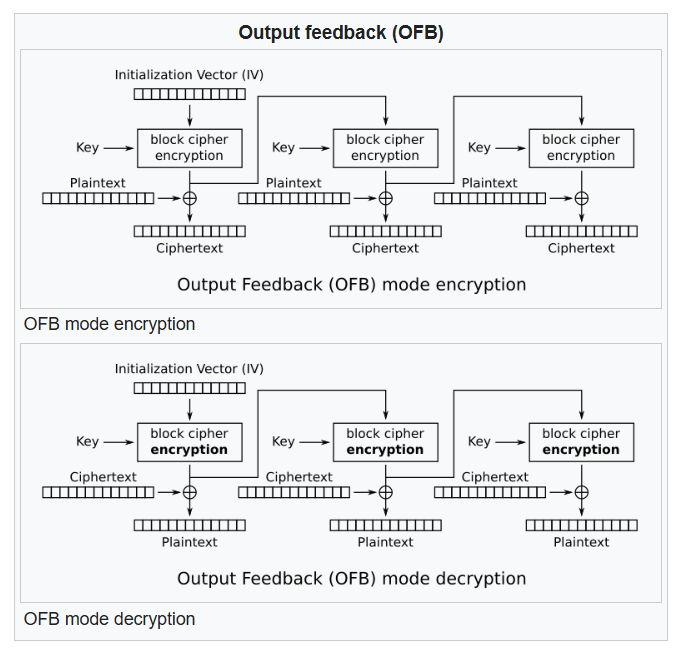 Output feedback (OFB)
Initialization Vector (IV)
Key
block cipher
encryption
Key
block cipher
encryption
Key
block cipher
encryption
Plaintext
Plaintext
Plaintext
Ciphertext
Ciphertext
Ciphertext
Output Feedback (OFB) mode encryption
OFB mode encryption
Initialization Vector (IV)
Key
block cipher
encryption
Key
block cipher
encryption
Key
block cipher
encryption
Ciphertext
Ciphertext
Ciphertext
Plaintext
Plaintext
Plaintext
Output Feedback (OFB) mode decryption
OFB mode decryption